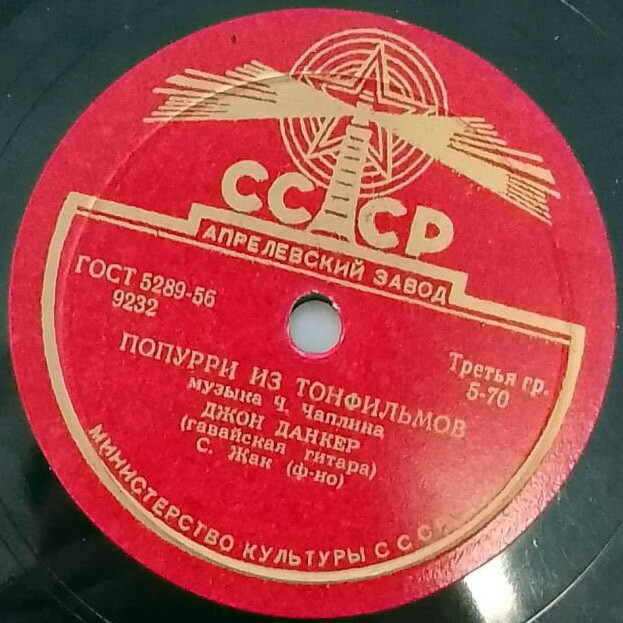 СССР
АПРЕЛЕВСКИЙ ЗАВОД
ГОСТ 5289-56
9232
Третья гр.
5-70
ПОПУРРИ ИЗ ТОНФИЛЬМОВ
музыка Ч. Чаплина
ДЖОН ДАНКЕР
(гавайская гитара)
С. Жак (ф-но)
МИНИСТЕРСТВО КУЛЬТУРЫ СССР